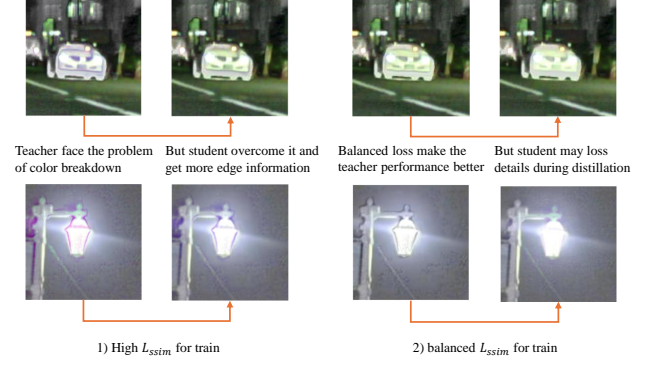 Teacher face the problem
of color breakdown
But student overcome it and
get more edge information
Balanced loss make the
teacher performance better
But student may loss
details during distillation
1) High L_ssim for train
2) balanced L_ssim for train